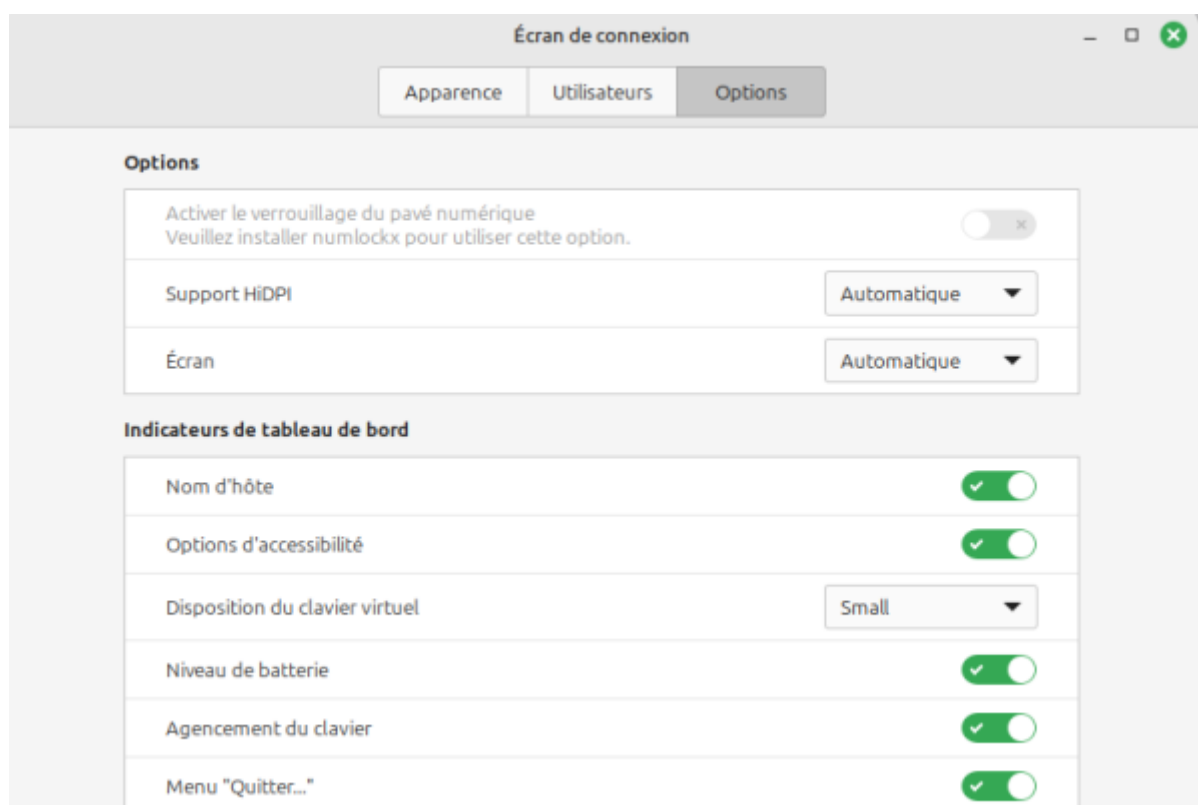 Écran de connexion
Apparence Utilisateurs Options
Options
Activer le verrouillage du pavé numérique
Veuillez installer numlockx pour utiliser cette option.
Support HiDPI Automatique
Écran Automatique
Indicateurs de tableau de bord
Nom d'hôte
Options d'accessibilité
Disposition du clavier virtuel Small
Niveau de batterie
Agencement du clavier
Menu "Quitter..."